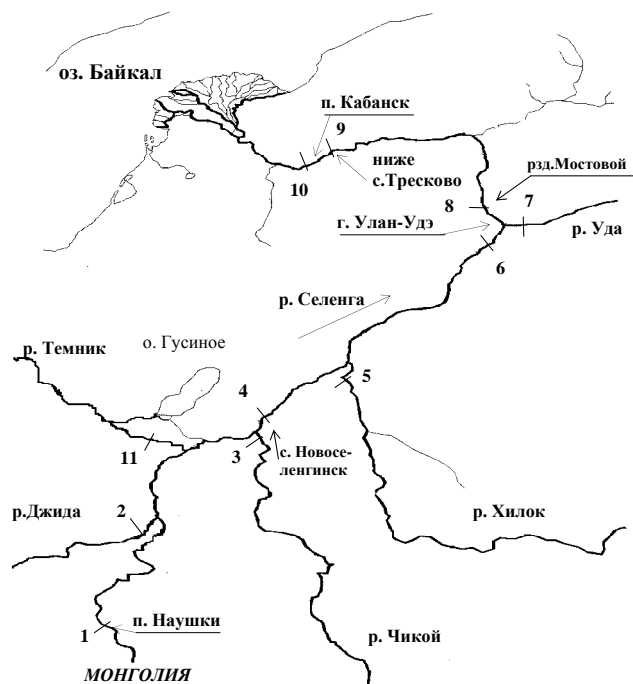 оз. Байкал
п. Кабанск
9
ниже
с.Тресково
10
рзд.Мостовой
8
7
г. Улан-Удэ
р. Уда
6
р. Селенга
р. Темник
о. Гусиное
4
5
3
с. Новосе-
ленгинск
11
р.Джида
2
р. Хилок
1
п. Наушки
р. Чикой
МОНГОЛИЯ